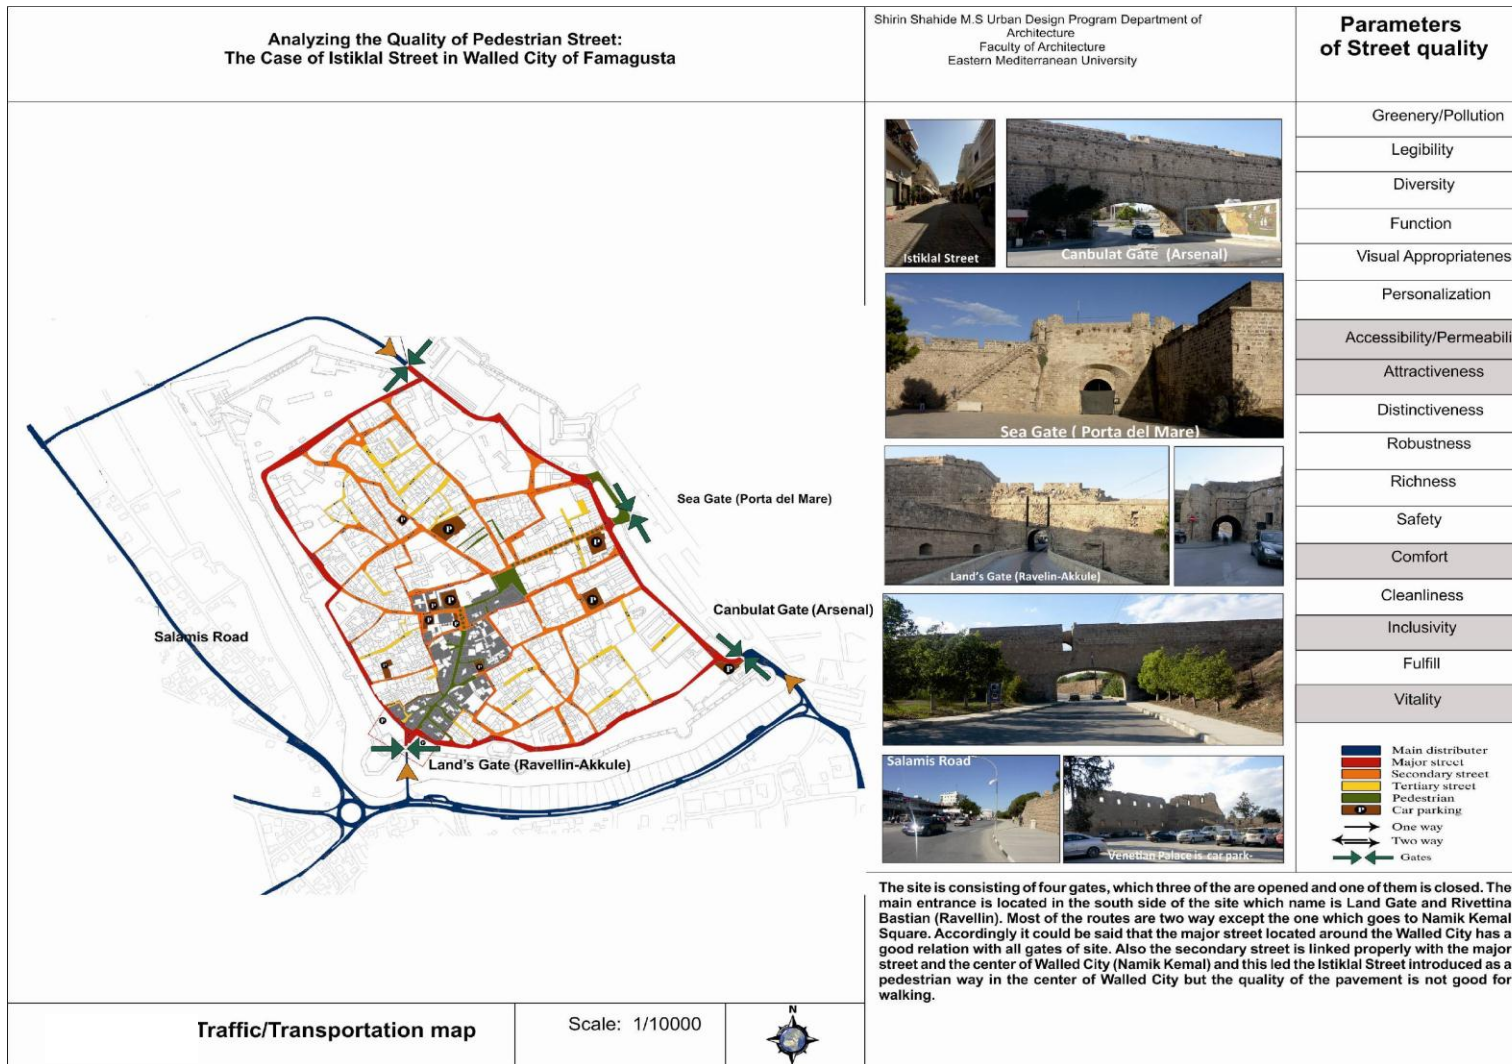 Analyzing the Quality of Pedestrian Street:
The Case of Istiklal Street in Walled City of Famagusta
Shirin Shahide M.S Urban Design Program Department of
Architecture
Faculty of Architecture
Eastern Mediterranean University
Parameters
of Street quality
Greenery/Pollution
Legibility
Diversity
Function
Visual Appropriatenes
Personalization
Accessibility/Permeabili
Attractiveness
Distinctiveness
Robustness
Richness
Safety
Comfort
Cleanliness
Inclusivity
Fulfill
Vitality
Istiklal Street
Canbulat Gate (Arsenal)
Sea Gate ( Porta del Mare)
Land's Gate (Ravelin-Akkule)
Salamis Road
Venetian Palace is car park-
Sea Gate (Porta del Mare)
Canbulat Gate (Arsenal)
Salamis Road
Land's Gate (Ravellin-Akkule)
P
P
P
P
P
P
P
P
P
P
P
P
Main distributer
Major street
Secondary street
Tertiary street
Pedestrian
P Car parking
One way
Two way
Gates
The site is consisting of four gates, which three of the are opened and one of them is closed. The
main entrance is located in the south side of the site which name is Land Gate and Rivettina
Bastian (Ravellin). Most of the routes are two way except the one which goes to Namik Kemal
Square. Accordingly it could be said that the major street located around the Walled City has a
good relation with all gates of site. Also the secondary street is linked properly with the major
street and the center of Walled City (Namik Kemal) and this led the Istiklal Street introduced as a
pedestrian way in the center of Walled City but the quality of the pavement is not good for
walking.
Traffic/Transportation map
Scale: 1/10000
N